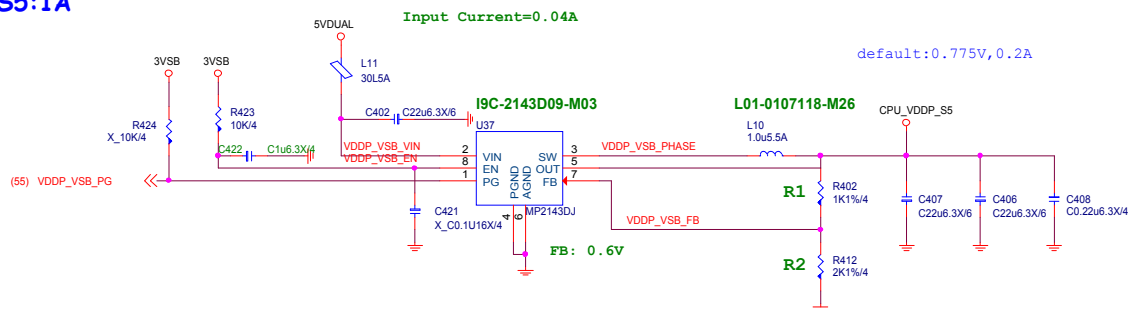 S5:1A
Input Current=0.04A
5VDUAL
default:0.775V,0.2A
3VSB
3VSB
L11
30L5A
I9C-2143D09-M03
L01-0107118-M26
CPU_VDDP_S5
R424
X_10K/4
R423
10K/4
C402
C22u6.3X/6
U37
L10
1.0u5.5A
C422
C1u6.3X/4
VDDP_VSB_VIN
VDDP_VSB_EN
2
8
1
VIN
EN
PG
SW
OUT
FB
3
5
7
VDDP_VSB_PHASE
(55) VDDP_VSB_PG
PGND
AGND
4
6
MP2143DJ
R1
R402
1K1%/4
C407
C22u6.3X/6
C406
C22u6.3X/6
C408
C0.22u6.3X/4
C421
X_C0.1U16X/4
VDDP_VSB_FB
FB: 0.6V
R2
R412
2K1%/4